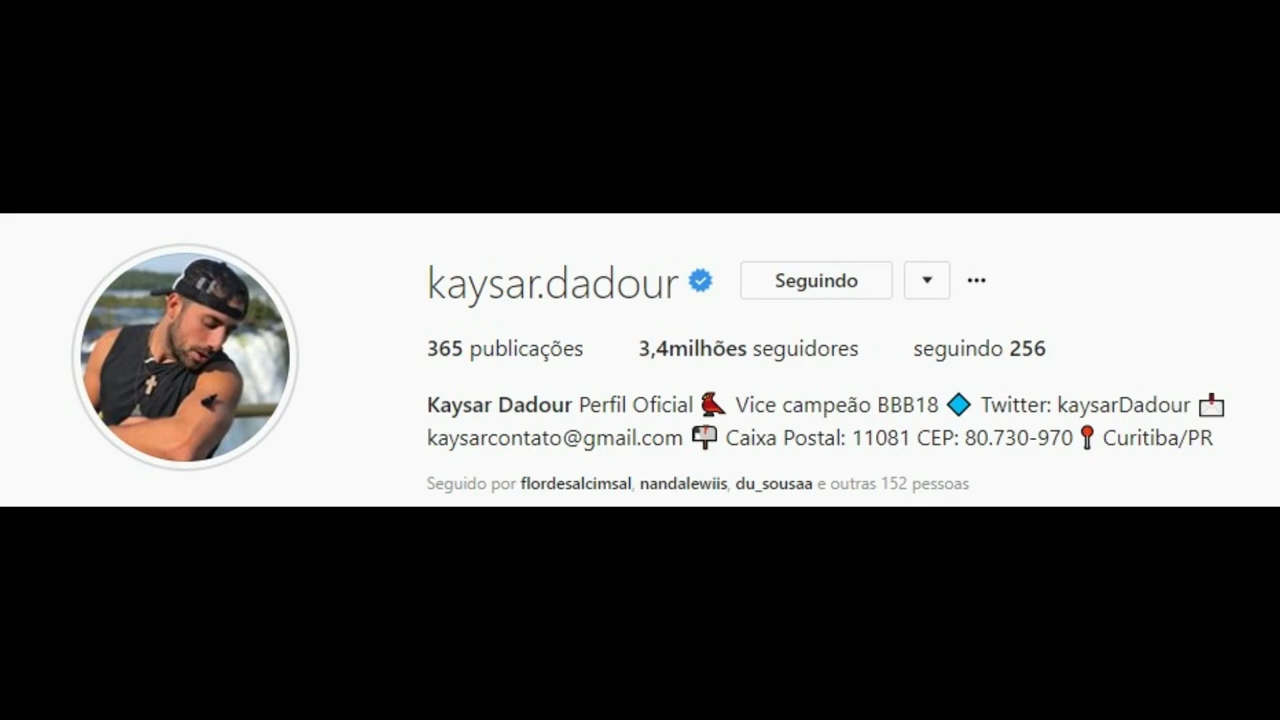 kaysar.dadour Seguindo
365 publicações 3,4milhões seguidores seguindo 256
Kaysar Dadour Perfil Oficial Vice campeão BBB18 Twitter: kaysarDadour
kaysarcontato@gmail.com Caixa Postal: 11081 CEP: 80.730-970 Curitiba/PR
Seguido por flordesalcimsal, nandalewiis, du_sousaa e outras 152 pessoas